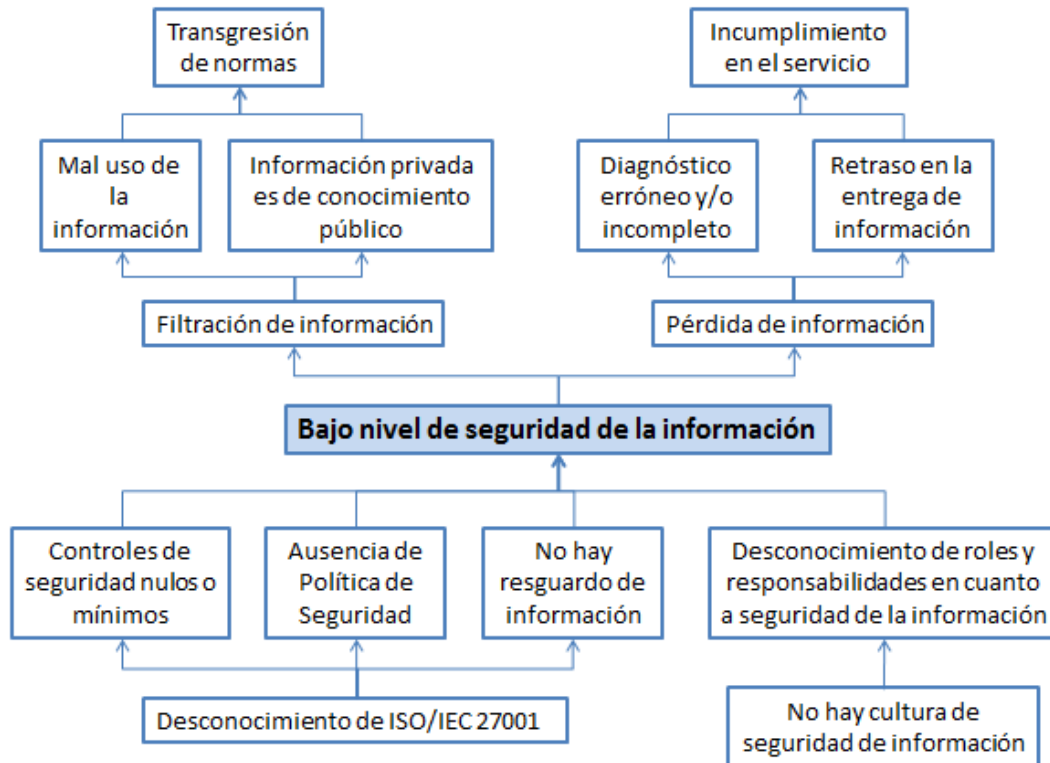 Transgresión
de normas
Incumplimiento
en el servicio
Mal uso de
la
información
Información privada
es de conocimiento
público
Diagnóstico
erróneo y/o
incompleto
Retraso en la
entrega de
información
Filtración de información
Pérdida de información
Bajo nivel de seguridad de la información
Controles de
seguridad nulos o
mínimos
Ausencia de
Política de
Seguridad
No hay
resguardo de
información
Desconocimiento de roles y
responsabilidades en cuanto
a seguridad de la información
Desconocimiento de ISO/IEC 27001
No hay cultura de
seguridad de información